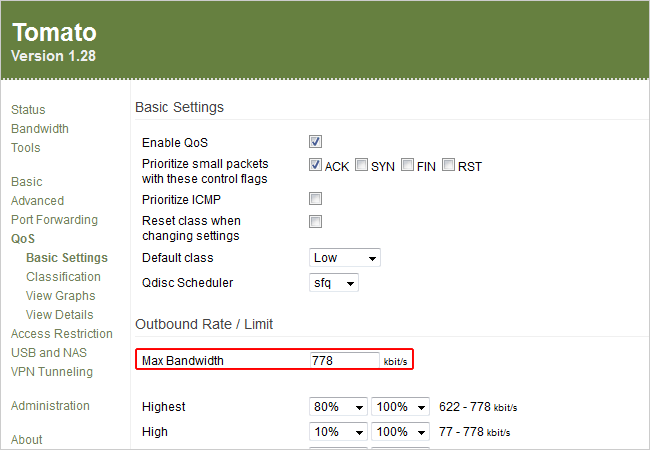 Tomato
Version 1.28
Status
Bandwidth
Tools
Basic
Advanced
Port Forwarding
QoS
Basic Settings
Classification
View Graphs
View Details
Access Restriction
USB and NAS
VPN Tunneling
Administration
About
Basic Settings
Enable QoS
Prioritize small packets
with these control flags
ACK SYN FIN RST
Prioritize ICMP
Reset class when
changing settings
Default class Low
Qdisc Scheduler sfq
Outbound Rate / Limit
Max Bandwidth 778 kbit/s
Highest 80% 100% 622 - 778 kbit/s
High 10% 100% 77 - 778 kbit/s